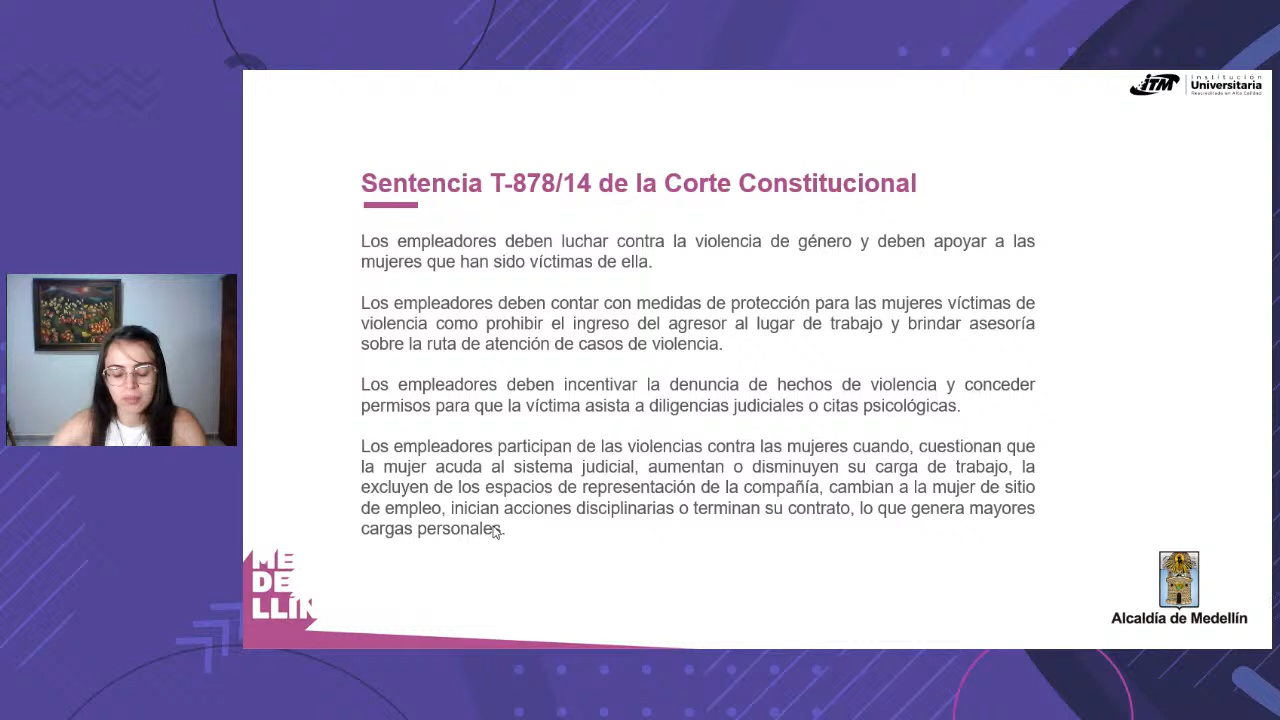 iTM
Institución
Universitaria
Reacreditada en Alta Calidad
Sentencia T-878/14 de la Corte Constitucional
Los empleadores deben luchar contra la violencia de género y deben apoyar a las
mujeres que han sido víctimas de ella.
Los empleadores deben contar con medidas de protección para las mujeres víctimas de
violencia como prohibir el ingreso del agresor al lugar de trabajo y brindar asesoría
sobre la ruta de atención de casos de violencia.
Los empleadores deben incentivar la denuncia de hechos de violencia y conceder
permisos para que la víctima asista a diligencias judiciales o citas psicológicas.
Los empleadores participan de las violencias contra las mujeres cuando, cuestionan que
la mujer acuda al sistema judicial, aumentan o disminuyen su carga de trabajo, la
excluyen de los espacios de representación de la compañía, cambian a la mujer de sitio
de empleo, inician acciones disciplinarias o terminan su contrato, lo que genera mayores
cargas personales.
ME
DE
LLÍN
Alcaldía de Medellín